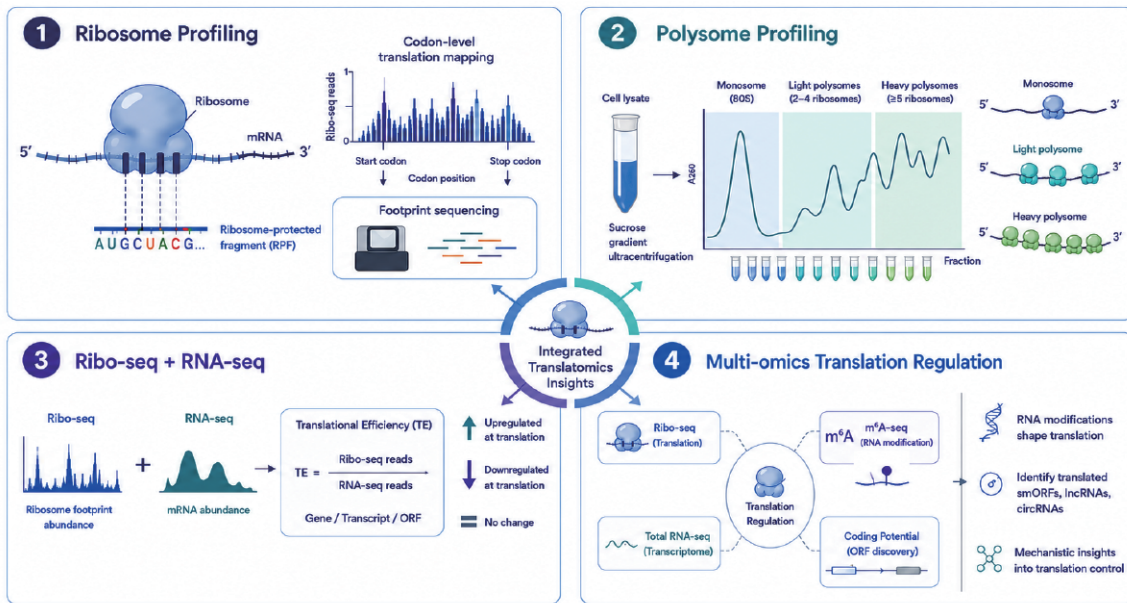 1 Ribosome Profiling
Codon-level
translation mapping
Ribosome
mRNA
5′
3′
1
0
Ribo-seq reads
Start codon
Stop codon
Codon position
Ribosome-protected
fragment (RPF)
AUGCUACG...
Footprint sequencing
2 Polysome Profiling
Cell lysate
Sucrose
gradient
ultracentrifugation
Monosome
(80S)
Light polysomes
(2–4 ribosomes)
Heavy polysomes
(≥5 ribosomes)
A260
Fraction
Monosome
5′
3′
Light polysome
5′
3′
Heavy polysome
5′
3′
Integrated
Translatomics
Insights
3 Ribo-seq + RNA-seq
Ribo-seq
Ribosome footprint
abundance
+
RNA-seq
mRNA abundance
Translational Efficiency (TE)
TE =
Ribo-seq reads
RNA-seq reads
Gene / Transcript / ORF
Upregulated
at translation
Downregulated
at translation
= No change
4 Multi-omics Translation Regulation
Ribo-seq
(Translation)
m⁶A
m⁶A-seq
(RNA modification)
Translation
Regulation
Total RNA-seq
(Transcriptome)
Coding Potential
(ORF discovery)
RNA modifications
shape translation
Identify translated
smORFs, lncRNAs,
circRNAs
Mechanistic insights
into translation control